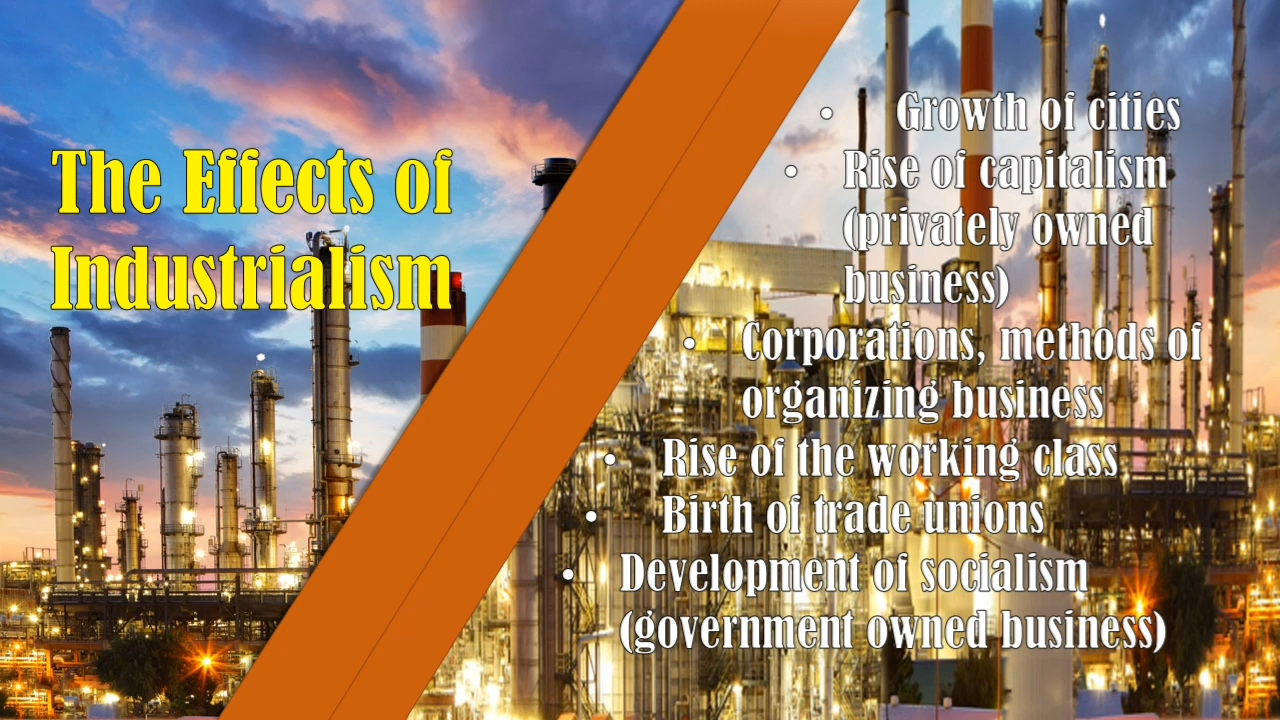 The Effects of
Industrialism
• Growth of cities
• Rise of capitalism
(privately owned
business)
• Corporations, methods of
organizing business
• Rise of the working class
• Birth of trade unions
• Development of socialism
(government owned business)